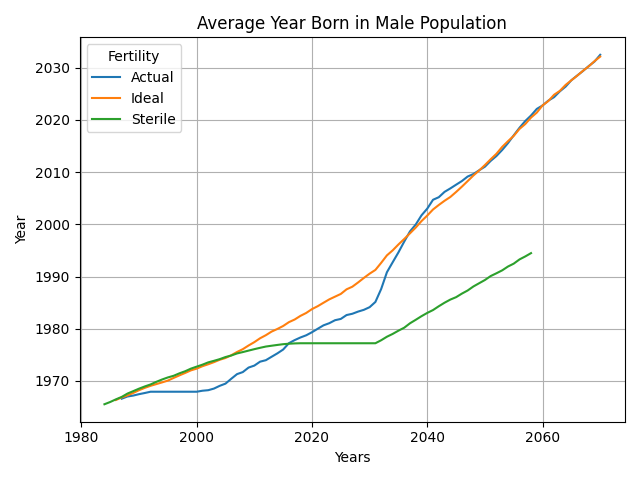 Average Year Born in Male Population
Fertility
Actual
Ideal
Sterile
Year
2030
2020
2010
2000
1990
1980
1970
1980 2000 2020 2040 2060
Years